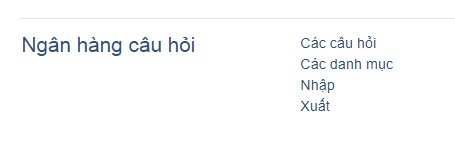 Ngân hàng câu hỏi
Các câu hỏi
Các danh mục
Nhập
Xuất